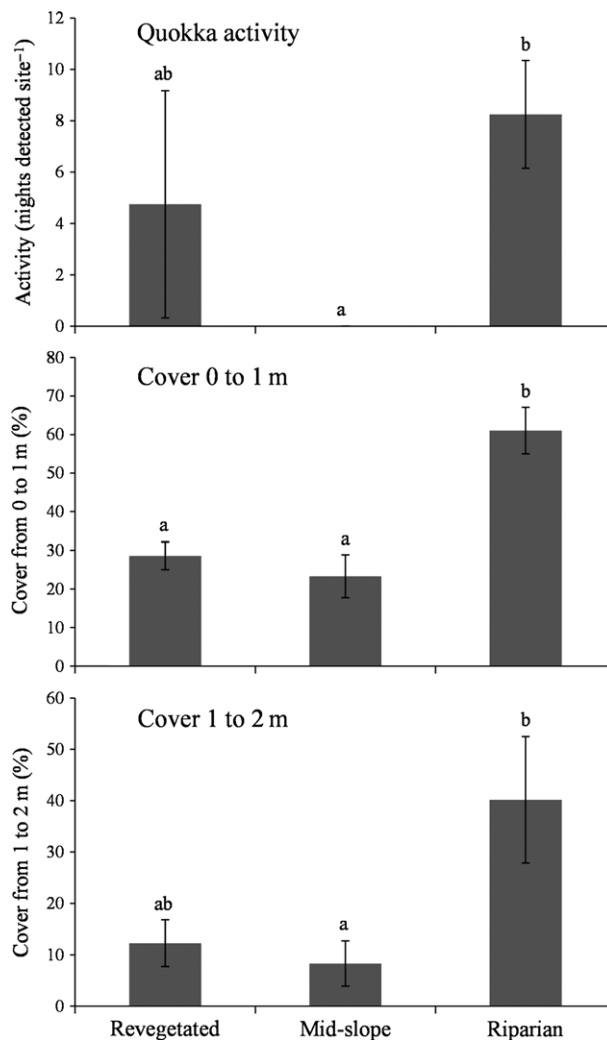 Quokka activity
Activity (nights detected site⁻¹)
12
10
8
6
4
2
0
ab
a
b
Cover 0 to 1 m
Cover from 0 to 1 m (%)
80
70
60
50
40
30
20
10
0
a
a
b
Cover 1 to 2 m
Cover from 1 to 2 m (%)
60
50
40
30
20
10
0
ab
a
b
Revegetated
Mid-slope
Riparian